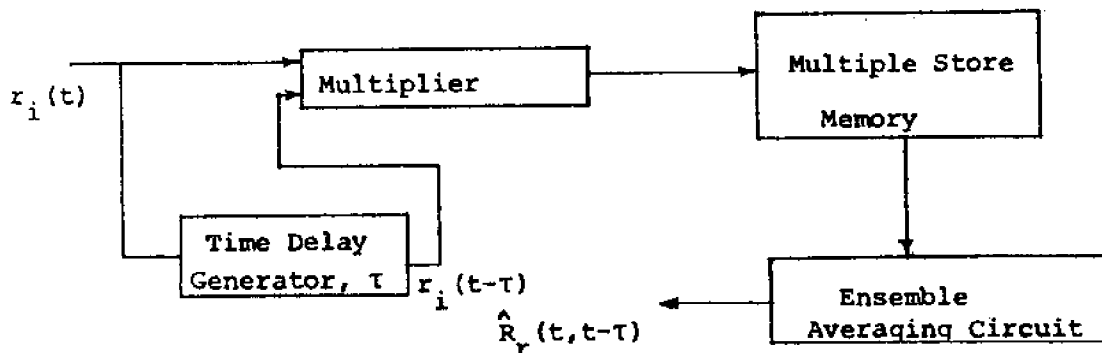 r_i(t)
Multiplier
Multiple Store
Memory
Time Delay
Generator, τ
r_i(t-τ)
R̂_r(t,t-τ)
Ensemble
Averaging Circuit